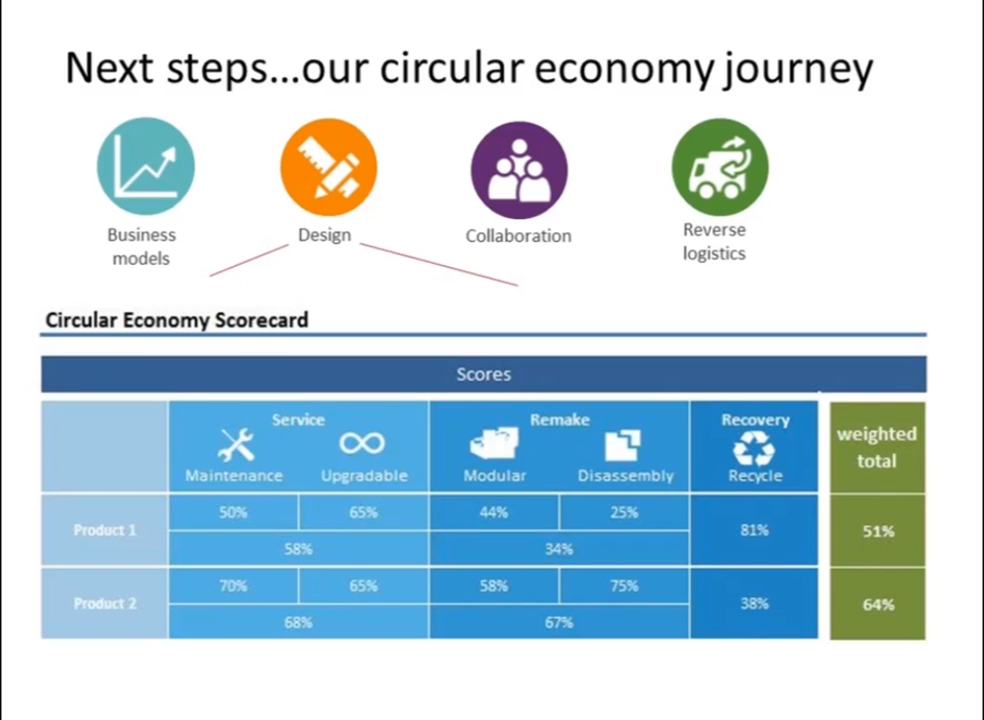 Next steps...our circular economy journey
Business
models
Design
Collaboration
Reverse
logistics
Circular Economy Scorecard
Scores
Service
Remake
Recovery
weighted
total
Maintenance
Upgradable
Modular
Disassembly
Recycle
Product 1
50%
65%
44%
25%
81%
51%
58%
34%
Product 2
70%
65%
58%
75%
38%
64%
68%
67%